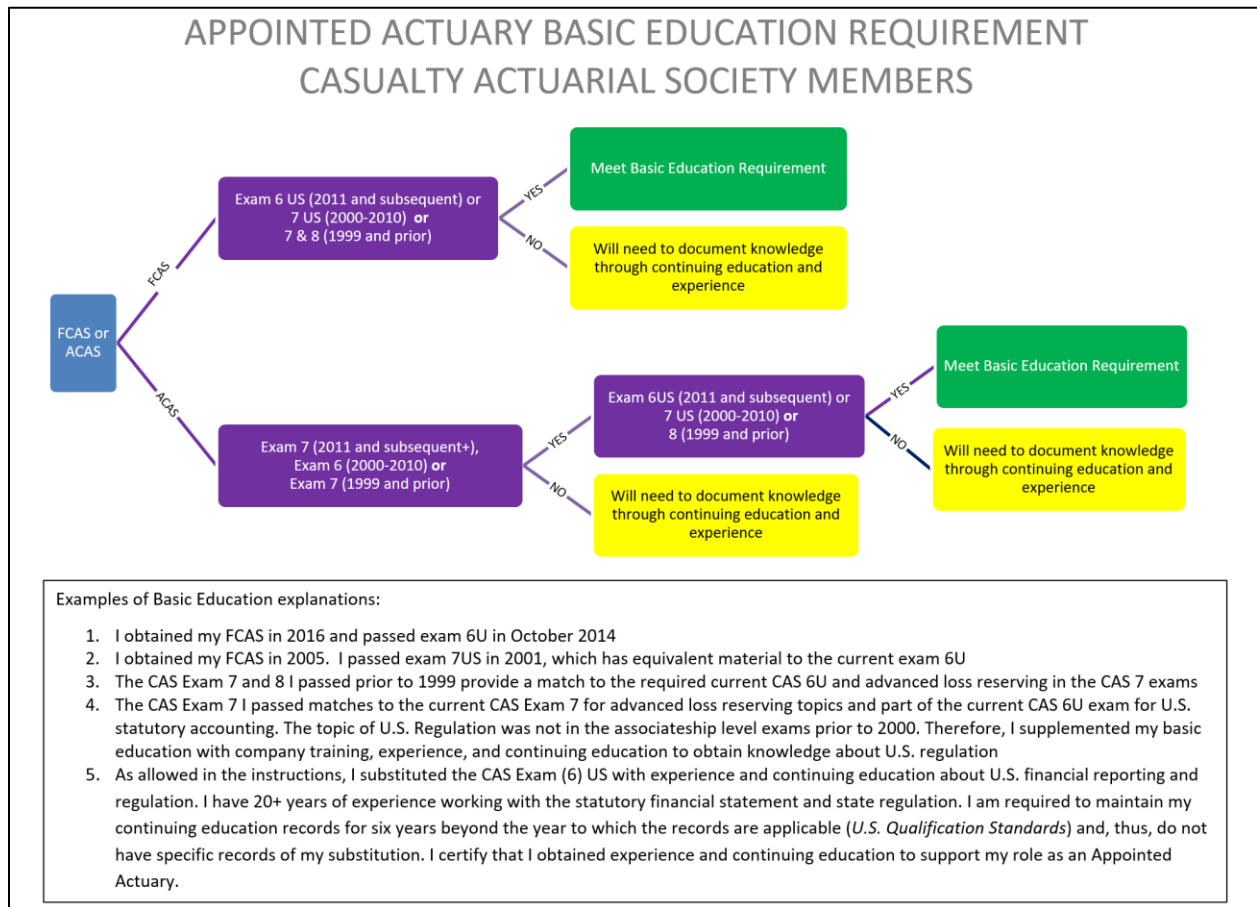 APPOINTED ACTUARY BASIC EDUCATION REQUIREMENT
CASUALTY ACTUARIAL SOCIETY MEMBERS
FCAS or
ACAS
FCAS
Exam 6 US (2011 and subsequent) or
7 US (2000-2010) or
7 & 8 (1999 and prior)
YES
Meet Basic Education Requirement
NO
Will need to document knowledge
through continuing education and
experience
ACAS
Exam 7 (2011 and subsequent+),
Exam 6 (2000-2010) or
Exam 7 (1999 and prior)
YES
Exam 6US (2011 and subsequent) or
7 US (2000-2010) or
8 (1999 and prior)
YES
Meet Basic Education Requirement
NO
Will need to document knowledge
through continuing education and
experience
NO
Will need to document knowledge
through continuing education and
experience
Examples of Basic Education explanations:
1. I obtained my FCAS in 2016 and passed exam 6U in October 2014
2. I obtained my FCAS in 2005. I passed exam 7US in 2001, which has equivalent material to the current exam 6U
3. The CAS Exam 7 and 8 I passed prior to 1999 provide a match to the required current CAS 6U and advanced loss reserving in the CAS 7 exams
4. The CAS Exam 7 I passed matches to the current CAS Exam 7 for advanced loss reserving topics and part of the current CAS 6U exam for U.S.
statutory accounting. The topic of U.S. Regulation was not in the associateship level exams prior to 2000. Therefore, I supplemented my basic
education with company training, experience, and continuing education to obtain knowledge about U.S. regulation
5. As allowed in the instructions, I substituted the CAS Exam (6) US with experience and continuing education about U.S. financial reporting and
regulation. I have 20+ years of experience working with the statutory financial statement and state regulation. I am required to maintain my
continuing education records for six years beyond the year to which the records are applicable (U.S. Qualification Standards) and, thus, do not
have specific records of my substitution. I certify that I obtained experience and continuing education to support my role as an Appointed
Actuary.